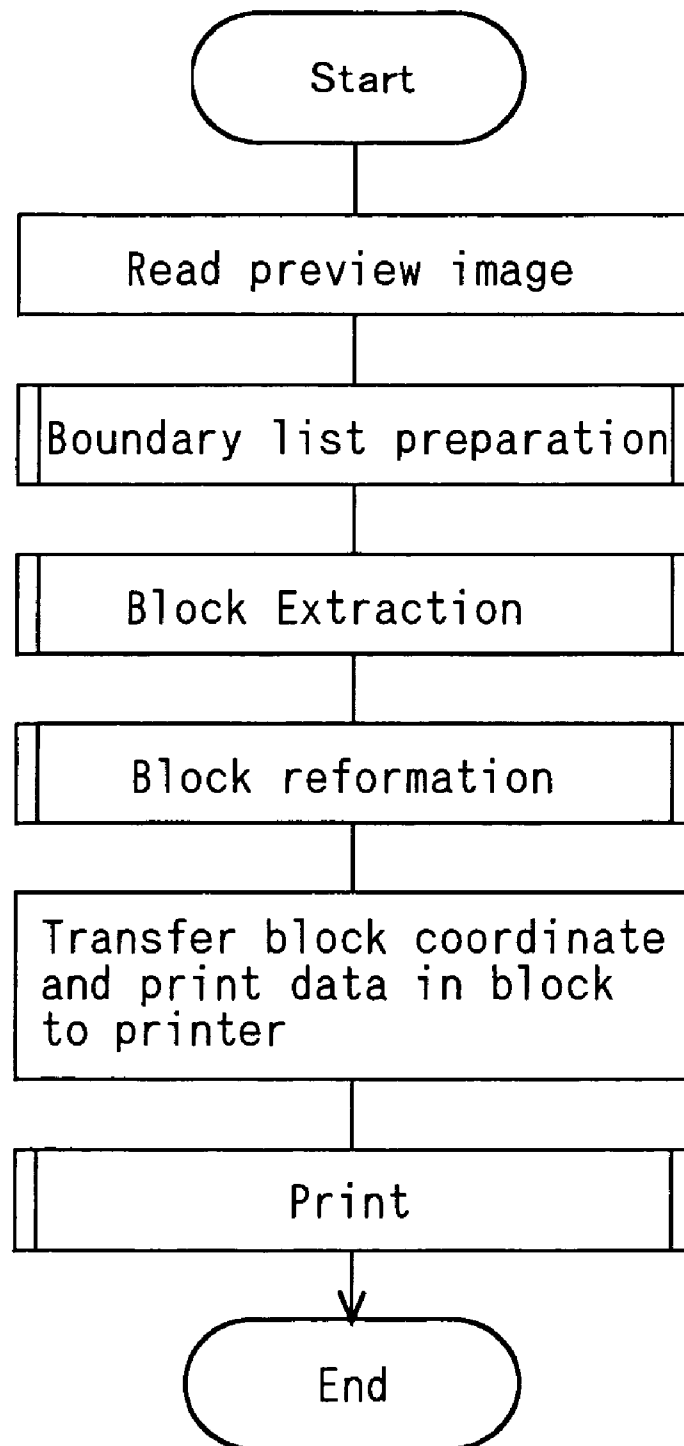 Start
Read preview image
Boundary list preparation
Block Extraction
Block reformation
Transfer block coordinate
and print data in block
to printer
Print
End